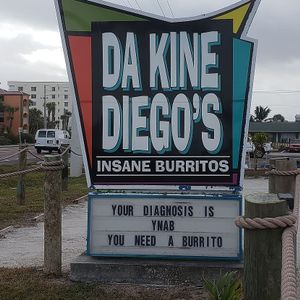 DA KINE
DIEGO'S
INSANE BURRITOS
YOUR DIAGNOSIS IS
YNAB
YOU NEED A BURRITO